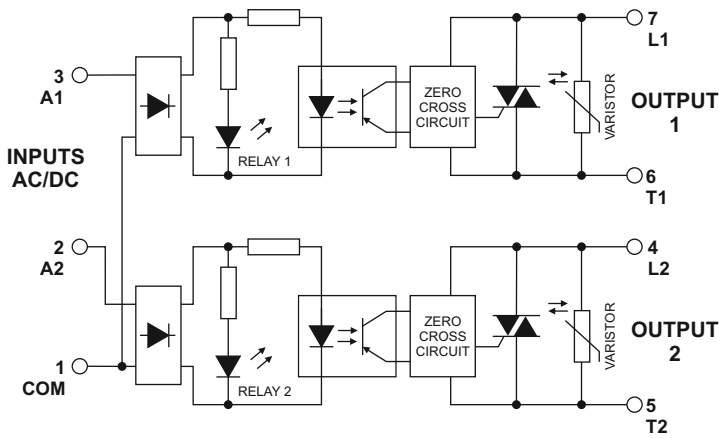 7
L1
3
A1
ZERO
CROSS
CIRCUIT
VARISTOR
OUTPUT
1
RELAY 1
INPUTS
AC/DC
6
T1
2
A2
4
L2
ZERO
CROSS
CIRCUIT
VARISTOR
OUTPUT
2
1
COM
RELAY 2
5
T2